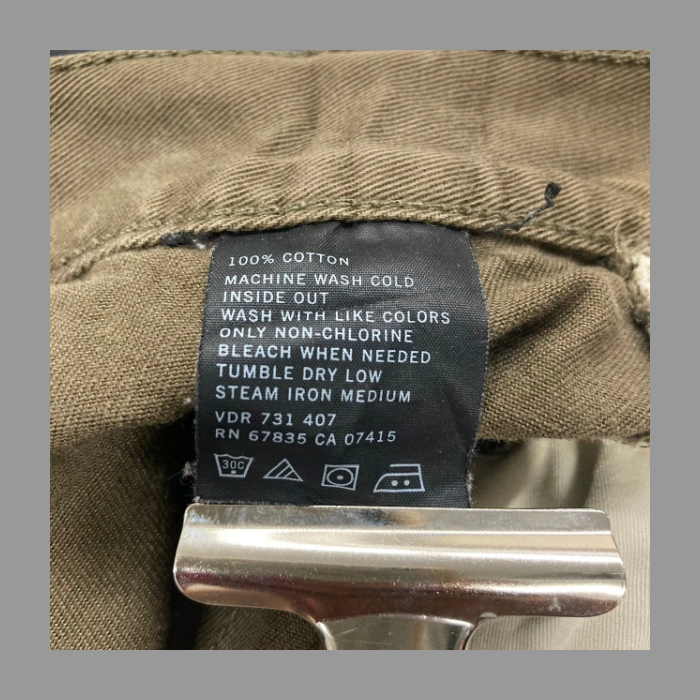 100% COTTON
MACHINE WASH COLD
INSIDE OUT
WASH WITH LIKE COLORS
ONLY NON-CHLORINE
BLEACH WHEN NEEDED
TUMBLE DRY LOW
STEAM IRON MEDIUM
VDR 731 407
RN 67835 CA 07415
30C